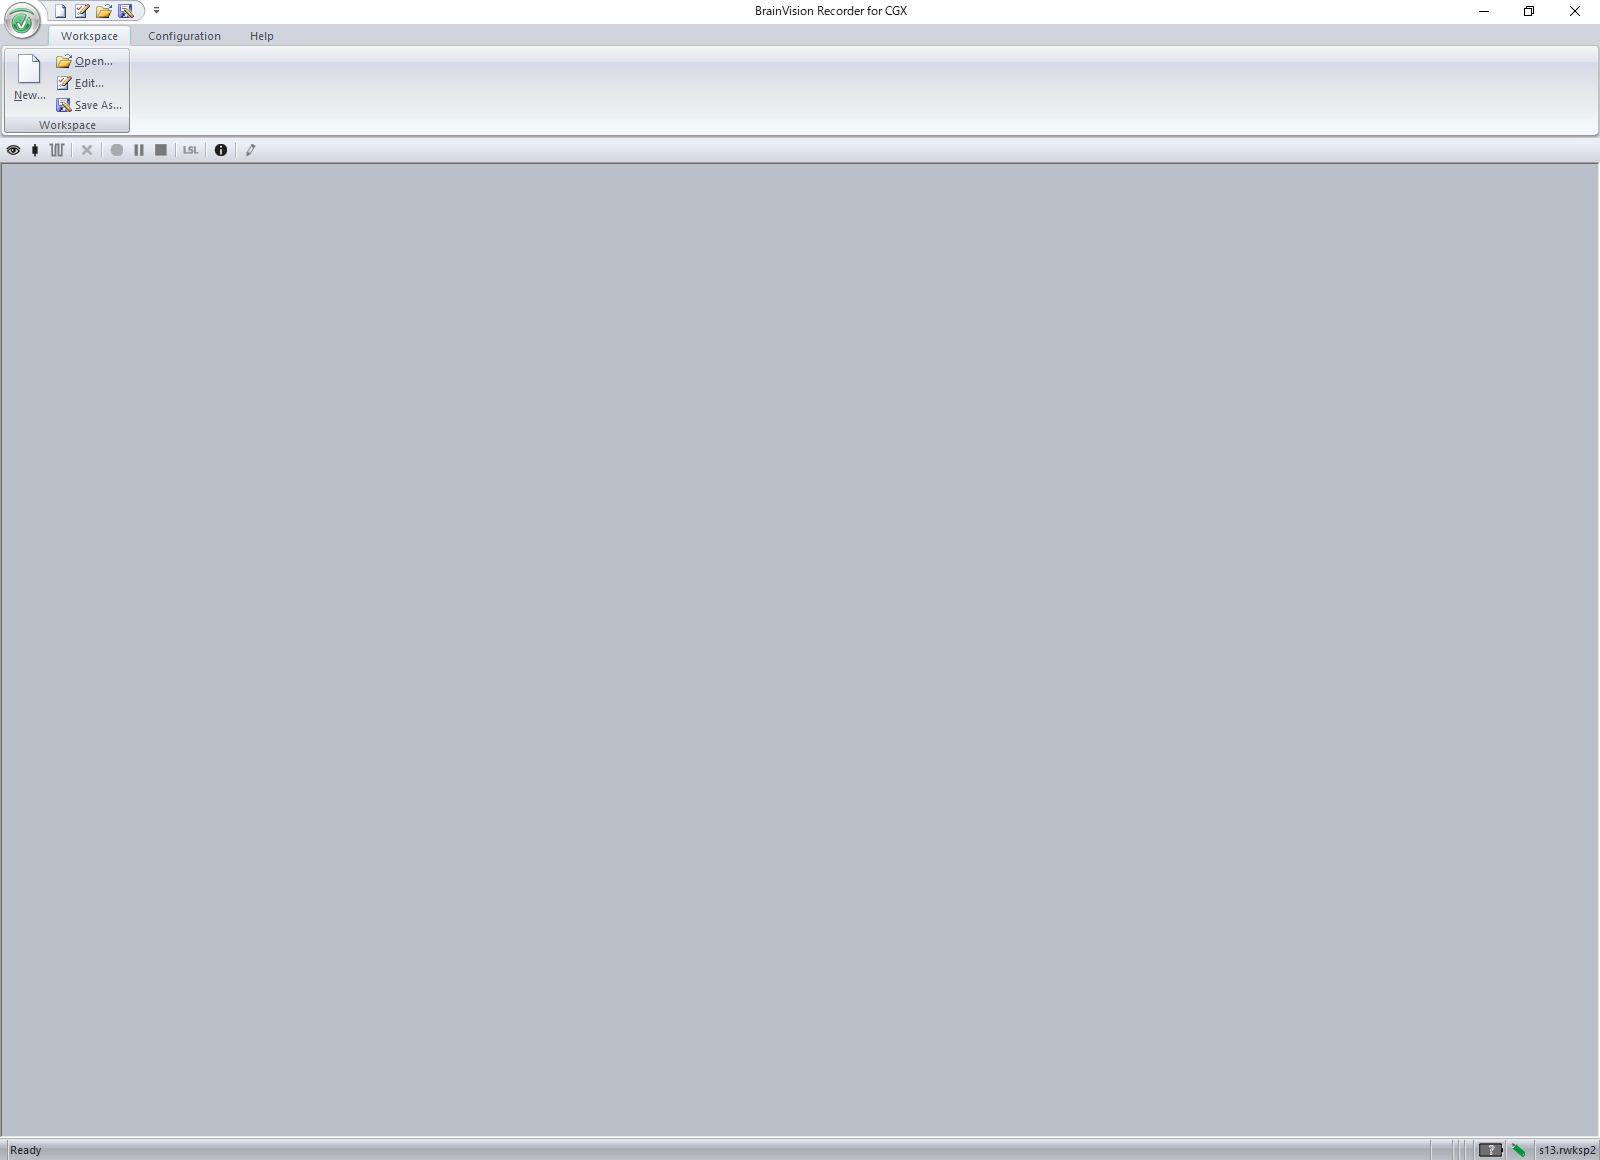 BrainVision Recorder for CGX
Workspace
Configuration
Help
New...
Open...
Edit...
Save As...
Workspace
LSL
Ready
?
s13.rwksp2